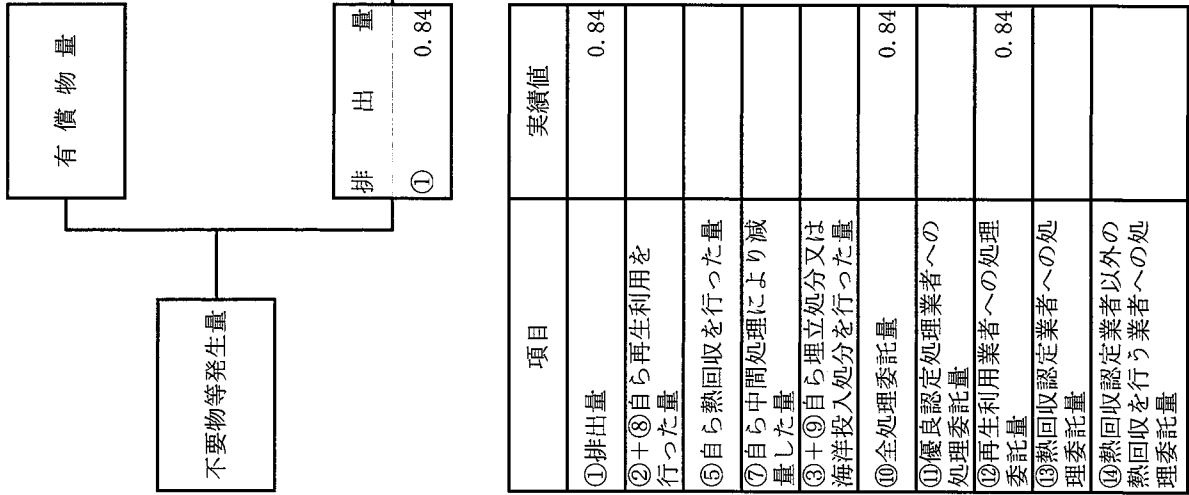 不要物等発生量
有償物量
排出量
① 0.84
項目 実績値
①排出量 0.84
②+⑧自ら再生利用を
行った量
⑤自ら熱回収を行った量
⑦自ら中間処理により減
量した量
③+⑨自ら埋立処分又は
海洋投入処分を行った量
⑩全処理委託量 0.84
⑪優良認定処理業者への
処理委託量
⑫再生利用業者への処理
委託量 0.84
⑬熱回収認定業者への処
理委託量
⑭熱回収認定業者以外の
熱回収を行う業者への処
理委託量